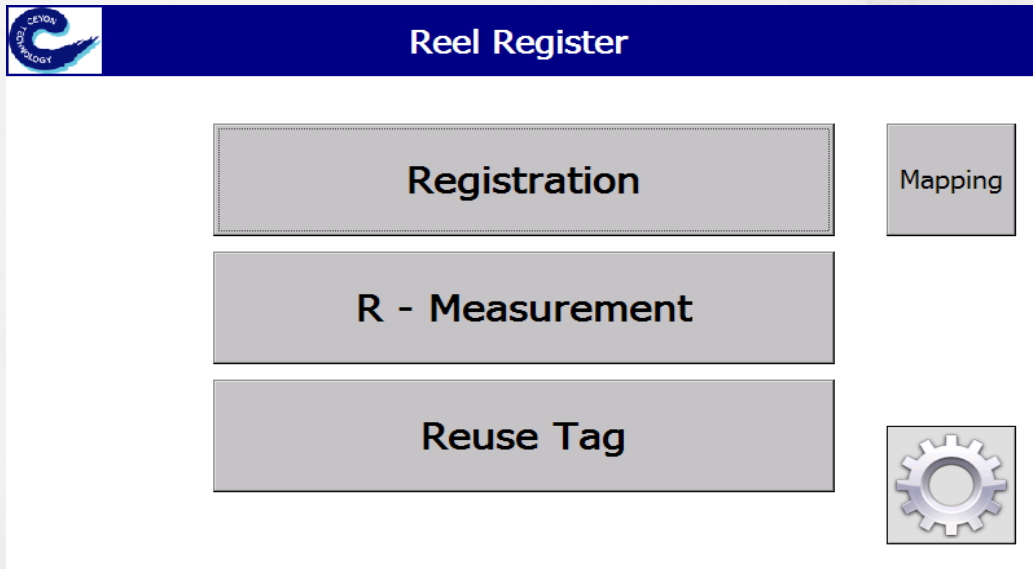 CEYON
TECHNOLOGY
Reel Register
Registration
Mapping
R - Measurement
Reuse Tag